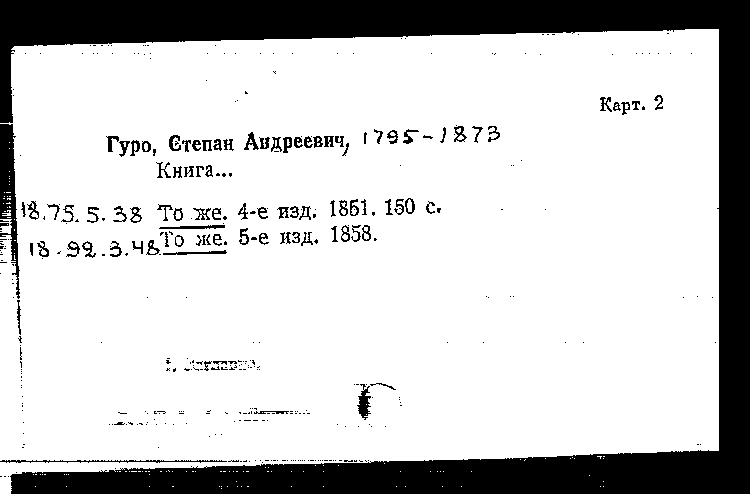 Карт. 2
Гуро, Степан Андреевич, 1795-1873
Книга...
18.75.5.38 То же. 4-е изд. 1851. 150 с.
18.92.3.48 То же. 5-е изд. 1858.